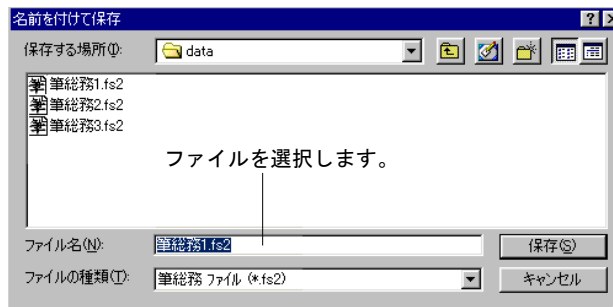 名前を付けて保存
保存する場所(I):
data
筆総務1.fs2
筆総務2.fs2
筆総務3.fs2
ファイルを選択します。
ファイル名(N):
筆総務1.fs2
保存(S)
ファイルの種類(T):
筆総務 ファイル (*.fs2)
キャンセル